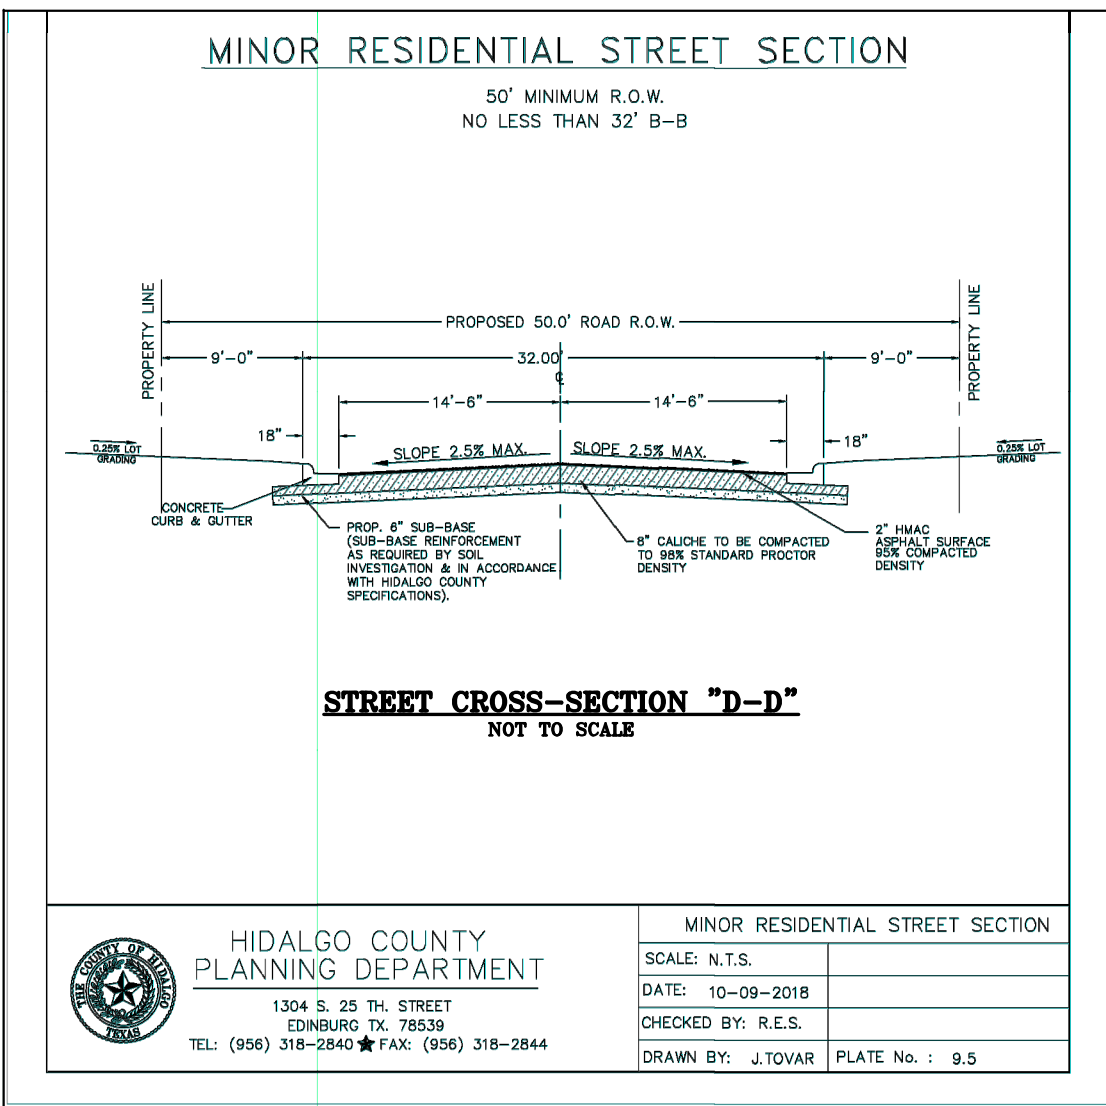 MINOR RESIDENTIAL STREET SECTION
50' MINIMUM R.O.W.
NO LESS THAN 32' B-B
PROPERTY LINE
PROPERTY LINE
PROPOSED 50.0' ROAD R.O.W.
9'-0"
32.00'
9'-0"
℄
14'-6"
14'-6"
18"
18"
0.25% LOT
GRADING
SLOPE 2.5% MAX.
SLOPE 2.5% MAX.
0.25% LOT
GRADING
CONCRETE
CURB & GUTTER
PROP. 6" SUB-BASE
(SUB-BASE REINFORCEMENT
AS REQUIRED BY SOIL
INVESTIGATION & IN ACCORDANCE
WITH HIDALGO COUNTY
SPECIFICATIONS).
8" CALICHE TO BE COMPACTED
TO 98% STANDARD PROCTOR
DENSITY
2" HMAC
ASPHALT SURFACE
95% COMPACTED
DENSITY
STREET CROSS-SECTION "D-D"
NOT TO SCALE
THE COUNTY OF HIDALGO
TEXAS
HIDALGO COUNTY
PLANNING DEPARTMENT
1304 S. 25 TH. STREET
EDINBURG TX. 78539
TEL: (956) 318-2840 ★ FAX: (956) 318-2844
MINOR RESIDENTIAL STREET SECTION
SCALE: N.T.S.
DATE: 10-09-2018
CHECKED BY: R.E.S.
DRAWN BY: J.TOVAR
PLATE No. : 9.5